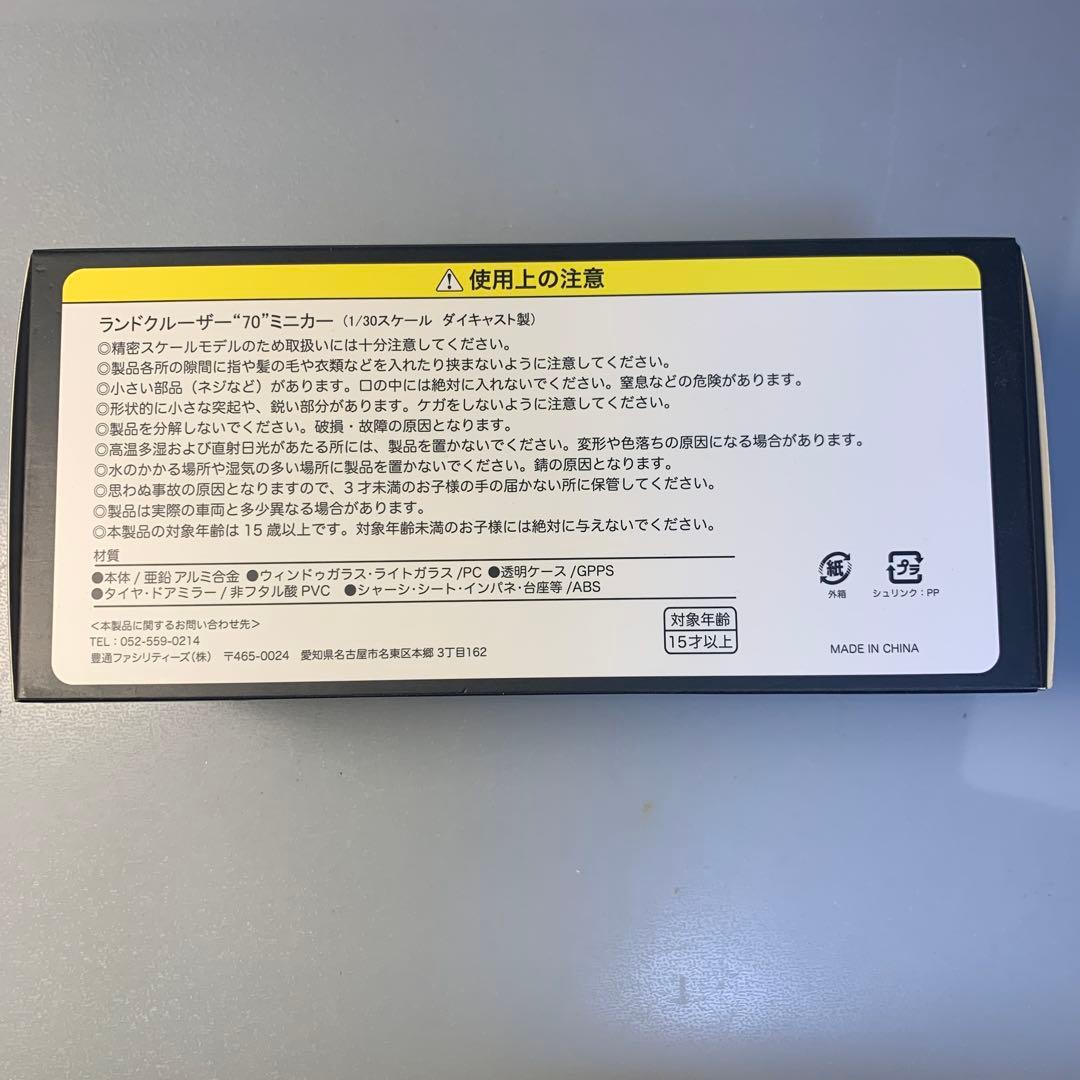 使用上の注意
ランドクルーザー“70”ミニカー（1/30スケール ダイキャスト製）
◎精密スケールモデルのため取扱いには十分注意してください。
◎製品各所の隙間に指や髪の毛や衣類などを入れたり挟まないように注意してください。
◎小さい部品（ネジなど）があります。口の中には絶対に入れないでください。窒息などの危険があります。
◎形状的に小さな突起や、鋭い部分があります。ケガをしないように注意してください。
◎製品を分解しないでください。破損・故障の原因となります。
◎高温多湿および直射日光があたる所には、製品を置かないでください。変形や色落ちの原因になる場合があります。
◎水のかかる場所や湿気の多い場所に製品を置かないでください。錆の原因となります。
◎思わぬ事故の原因となりますので、3才未満のお子様の手の届かない所に保管してください。
◎製品は実際の車両と多少異なる場合があります。
◎本製品の対象年齢は15歳以上です。対象年齢未満のお子様には絶対に与えないでください。
材質
●本体/亜鉛アルミ合金 ●ウィンドゥガラス・ライトガラス/PC ●透明ケース/GPPS
●タイヤ・ドアミラー/非フタル酸PVC ●シャーシ・シート・インパネ・台座等/ABS
紙
外箱
プラ
シュリンク：PP
＜本製品に関するお問い合わせ先＞
TEL：052-559-0214
豊通ファシリティーズ（株） 〒465-0024 愛知県名古屋市名東区本郷3丁目162
対象年齢
15才以上
MADE IN CHINA